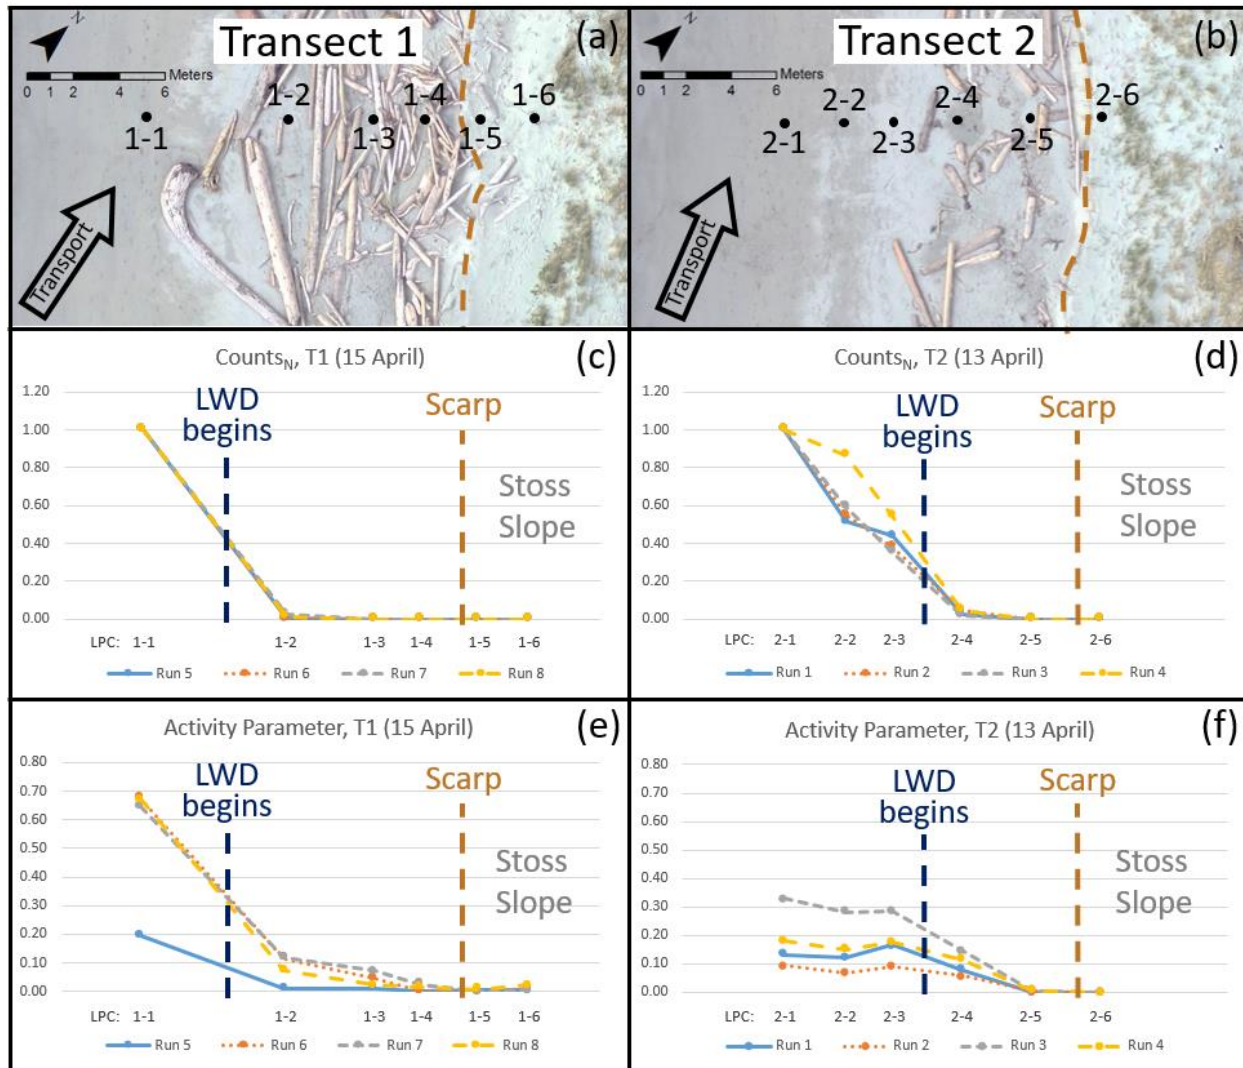 Transect 1
(a)
N
Meters
0 1 2 4 6
1-1
1-2
1-3
1-4
1-5
1-6
Transport
Transect 2
(b)
N
Meters
0 1 2 4 6
2-1
2-2
2-3
2-4
2-5
2-6
Transport
Counts_N, T1 (15 April)
(c)
1.20
1.00
0.80
0.60
0.40
0.20
0.00
LWD
begins
Scarp
Stoss
Slope
LPC: 1-1 1-2 1-3 1-4 1-5 1-6
Run 5 Run 6 Run 7 Run 8
Counts_N, T2 (13 April)
(d)
1.20
1.00
0.80
0.60
0.40
0.20
0.00
LWD
begins
Scarp
Stoss
Slope
LPC: 2-1 2-2 2-3 2-4 2-5 2-6
Run 1 Run 2 Run 3 Run 4
Activity Parameter, T1 (15 April)
(e)
0.80
0.70
0.60
0.50
0.40
0.30
0.20
0.10
0.00
LWD
begins
Scarp
Stoss
Slope
LPC: 1-1 1-2 1-3 1-4 1-5 1-6
Run 5 Run 6 Run 7 Run 8
Activity Parameter, T2 (13 April)
(f)
0.80
0.70
0.60
0.50
0.40
0.30
0.20
0.10
0.00
LWD
begins
Scarp
Stoss
Slope
LPC: 2-1 2-2 2-3 2-4 2-5 2-6
Run 1 Run 2 Run 3 Run 4